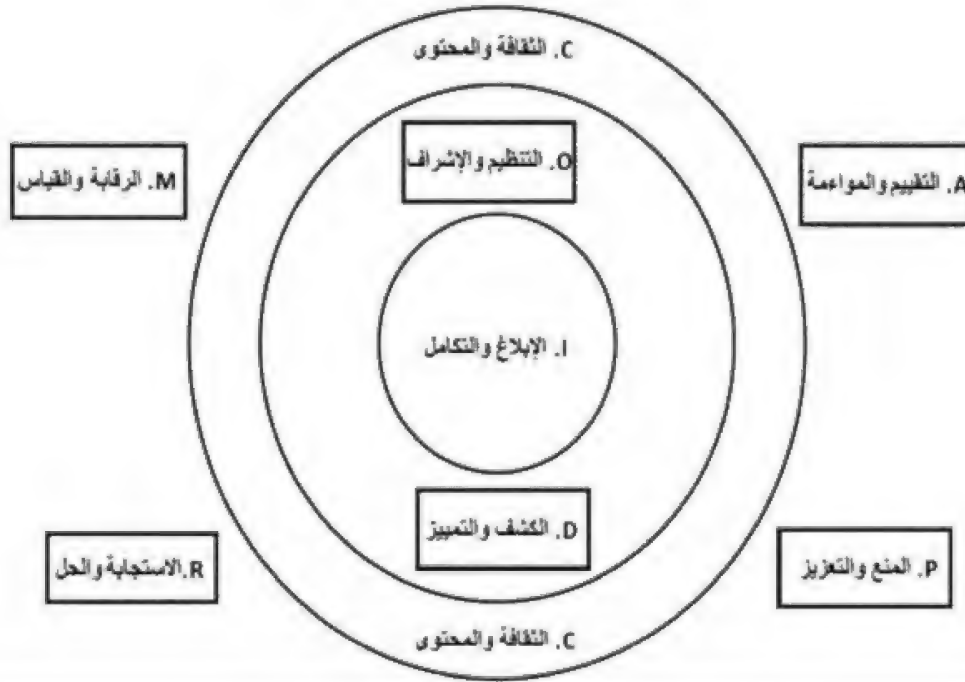 C. الثقافة والمحتوى
O. التنظيم والإشراف
A. التقييم والمواءمة
M. الرقابة والقياس
I. الإبلاغ والتكامل
D. الكشف والتمييز
P. المنع والتعزيز
R. الاستجابة والحل
C. الثقافة والمحتوى